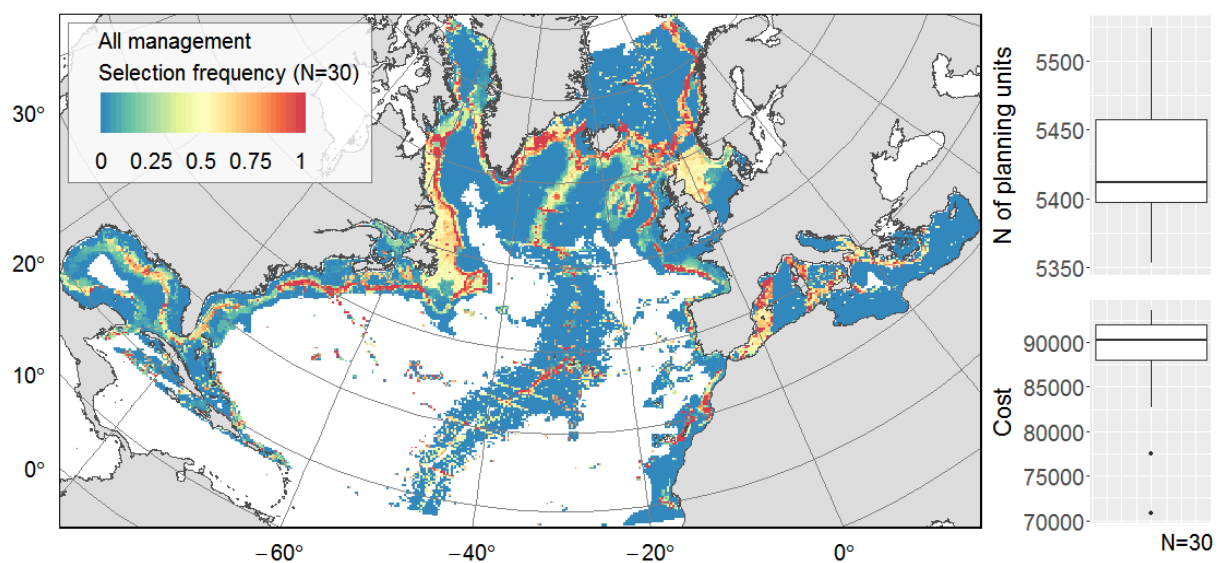 All management
Selection frequency (N=30)
0 0.25 0.5 0.75 1
30°
20°
10°
0°
−60° −40° −20° 0°
N of planning units
5500
5450
5400
5350
Cost
90000
85000
80000
75000
70000
N=30